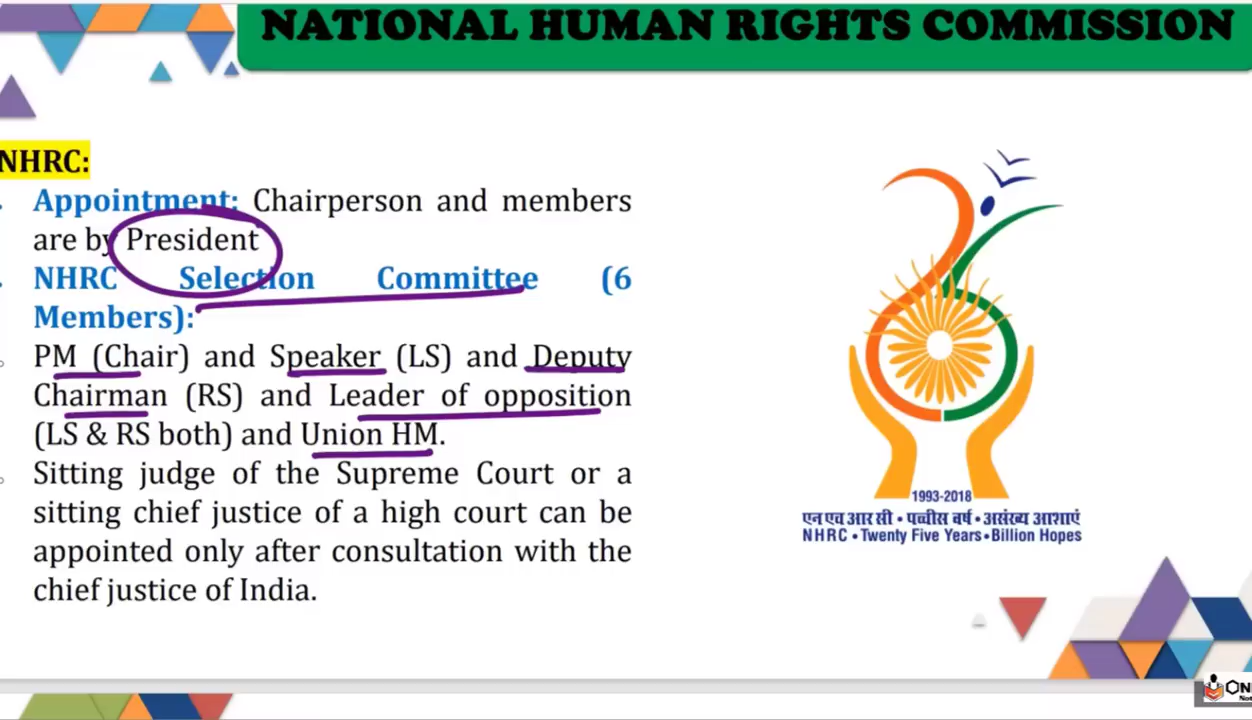 NATIONAL HUMAN RIGHTS COMMISSION
NHRC:
Appointment: Chairperson and members
are by President
NHRC Selection Committee (6
Members):
PM (Chair) and Speaker (LS) and Deputy
Chairman (RS) and Leader of opposition
(LS & RS both) and Union HM.
Sitting judge of the Supreme Court or a
sitting chief justice of a high court can be
appointed only after consultation with the
chief justice of India.
1993-2018
एन एच आर सी • पच्चीस वर्ष • असंख्य आशाएं
NHRC • Twenty Five Years • Billion Hopes